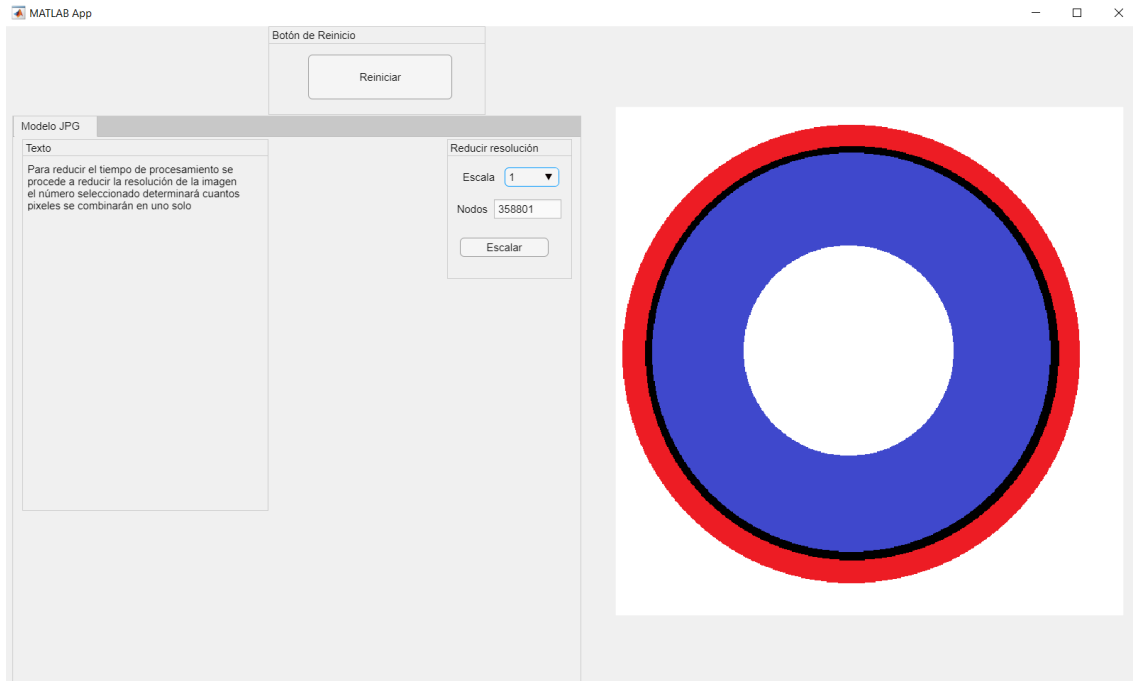 MATLAB App
Botón de Reinicio
Reiniciar
Modelo JPG
Texto
Para reducir el tiempo de procesamiento se
procede a reducir la resolución de la imagen
el número seleccionado determinará cuantos
pixeles se combinarán en uno solo
Reducir resolución
Escala 1
Nodos 358801
Escalar